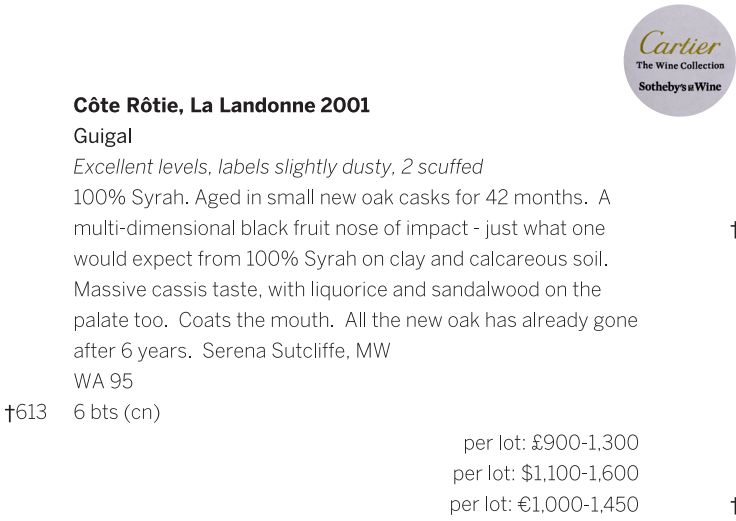 Cartier
The Wine Collection
Sotheby's Wine
Côte Rôtie, La Landonne 2001
Guigal
Excellent levels, labels slightly dusty, 2 scuffed
100% Syrah. Aged in small new oak casks for 42 months. A
multi-dimensional black fruit nose of impact - just what one
would expect from 100% Syrah on clay and calcareous soil.
Massive cassis taste, with liquorice and sandalwood on the
palate too. Coats the mouth. All the new oak has already gone
after 6 years. Serena Sutcliffe, MW
WA 95
†613 6 bts (cn)
per lot: £900-1,300
per lot: $1,100-1,600
per lot: €1,000-1,450